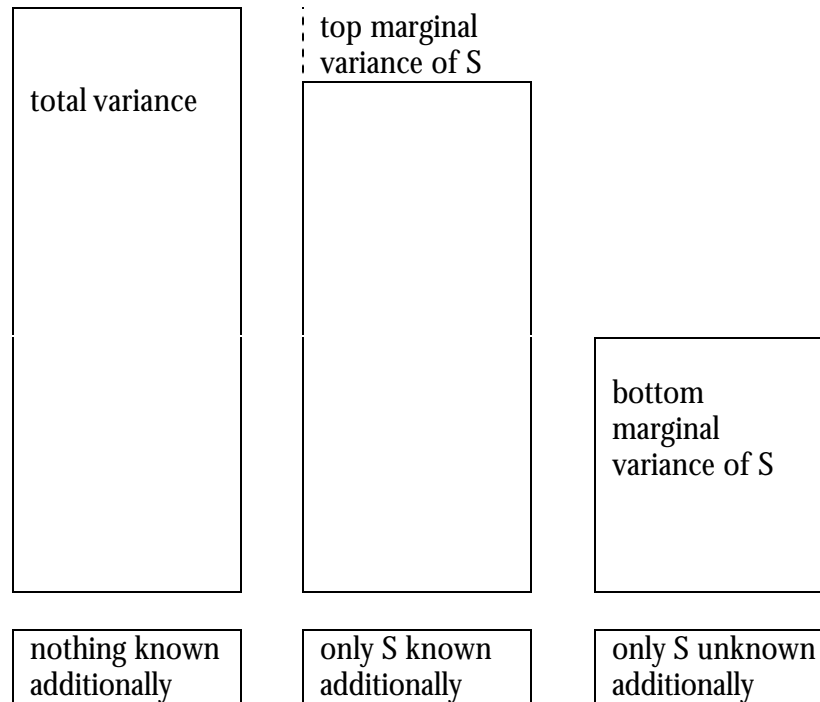 total variance
top marginal
variance of S
bottom
marginal
variance of S
nothing known
additionally
only S known
additionally
only S unknown
additionally